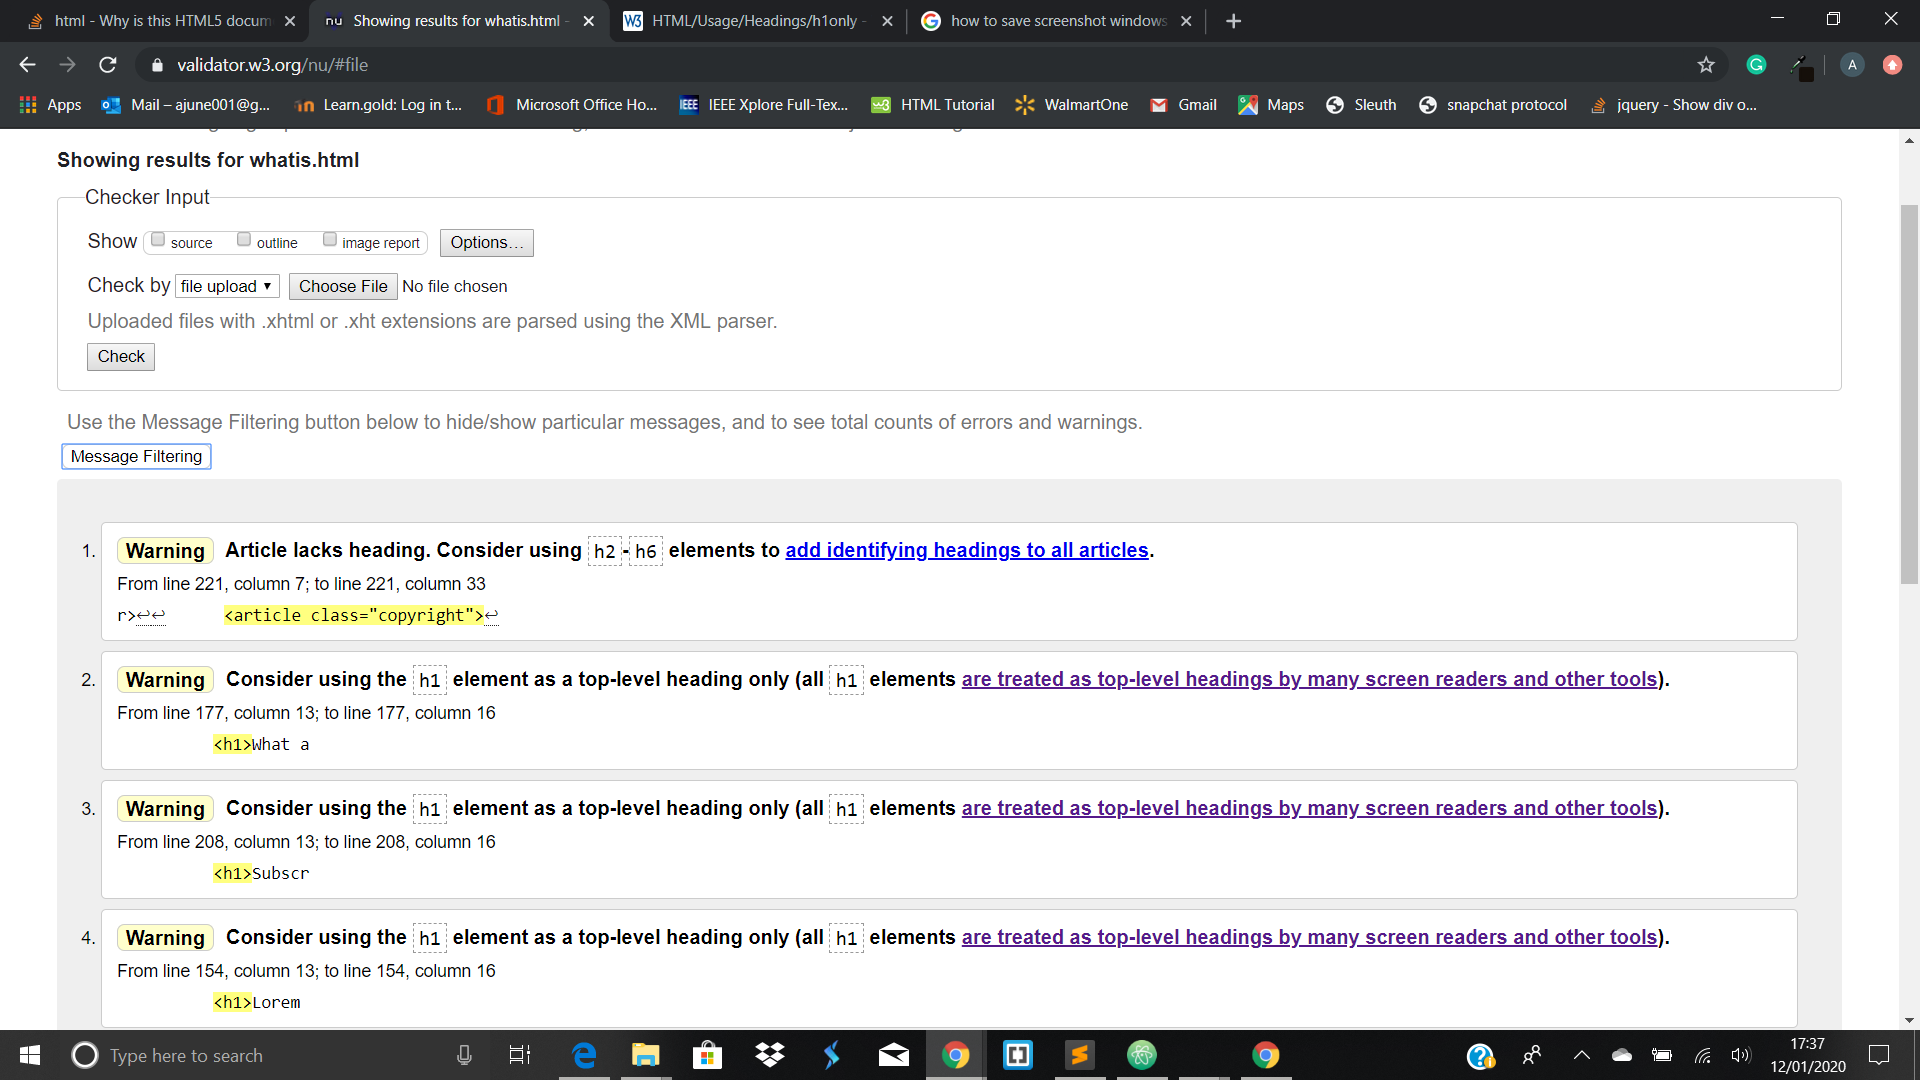 html - Why is this HTML5 docum
nu Showing results for whatis.html -
W3 HTML/Usage/Headings/h1only -
how to save screenshot windows
validator.w3.org/nu/#file
A
Apps
Mail – ajune001@g...
Learn.gold: Log in t...
Microsoft Office Ho...
IEEE IEEE Xplore Full-Tex...
w3 HTML Tutorial
WalmartOne
Gmail
Maps
Sleuth
snapchat protocol
jquery - Show div o...
Showing results for whatis.html
Checker Input
Show source outline image report Options...
Check by file upload Choose File No file chosen
Uploaded files with .xhtml or .xht extensions are parsed using the XML parser.
Check
Use the Message Filtering button below to hide/show particular messages, and to see total counts of errors and warnings.
Message Filtering
1. Warning Article lacks heading. Consider using h2-h6 elements to add identifying headings to all articles.
From line 221, column 7; to line 221, column 33
r>↩↩ <article class="copyright">↩
2. Warning Consider using the h1 element as a top-level heading only (all h1 elements are treated as top-level headings by many screen readers and other tools).
From line 177, column 13; to line 177, column 16
<h1>What a
3. Warning Consider using the h1 element as a top-level heading only (all h1 elements are treated as top-level headings by many screen readers and other tools).
From line 208, column 13; to line 208, column 16
<h1>Subscr
4. Warning Consider using the h1 element as a top-level heading only (all h1 elements are treated as top-level headings by many screen readers and other tools).
From line 154, column 13; to line 154, column 16
<h1>Lorem
Type here to search
17:37
12/01/2020